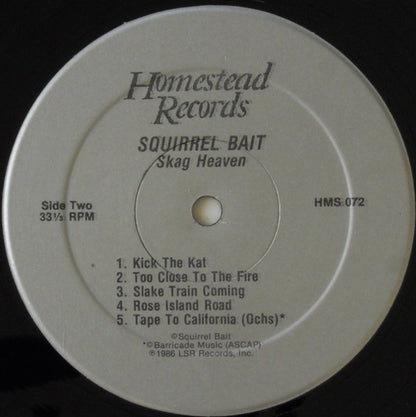 Homestead
Records
SQUIRREL BAIT
Skag Heaven
Side Two
33⅓ RPM
HMS 072
1. Kick The Kat
2. Too Close To The Fire
3. Slake Train Coming
4. Rose Island Road
5. Tape To California (Ochs)*
©Squirrel Bait
*©Barricade Music (ASCAP)
℗1986 LSR Records, Inc.